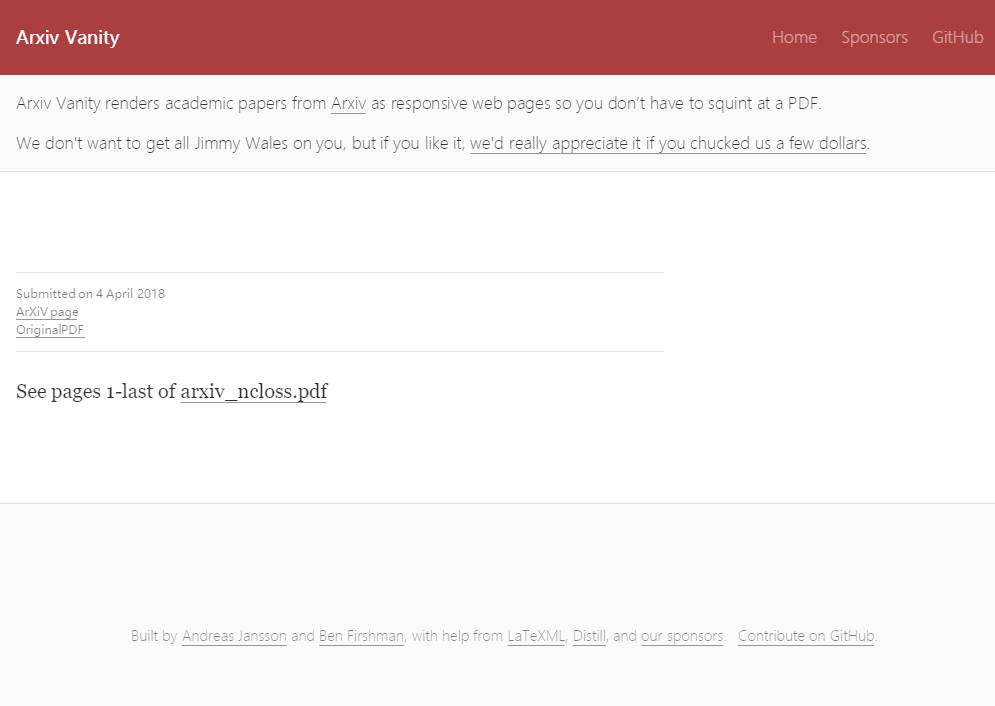 Arxiv Vanity Home Sponsors GitHub
Arxiv Vanity renders academic papers from Arxiv as responsive web pages so you don’t have to squint at a PDF.
We don't want to get all Jimmy Wales on you, but if you like it, we'd really appreciate it if you chucked us a few dollars.
Submitted on 4 April 2018
ArXiV page
OriginalPDF
See pages 1-last of arxiv_ncloss.pdf
Built by Andreas Jansson and Ben Firshman, with help from LaTeXML, Distill, and our sponsors. Contribute on GitHub.